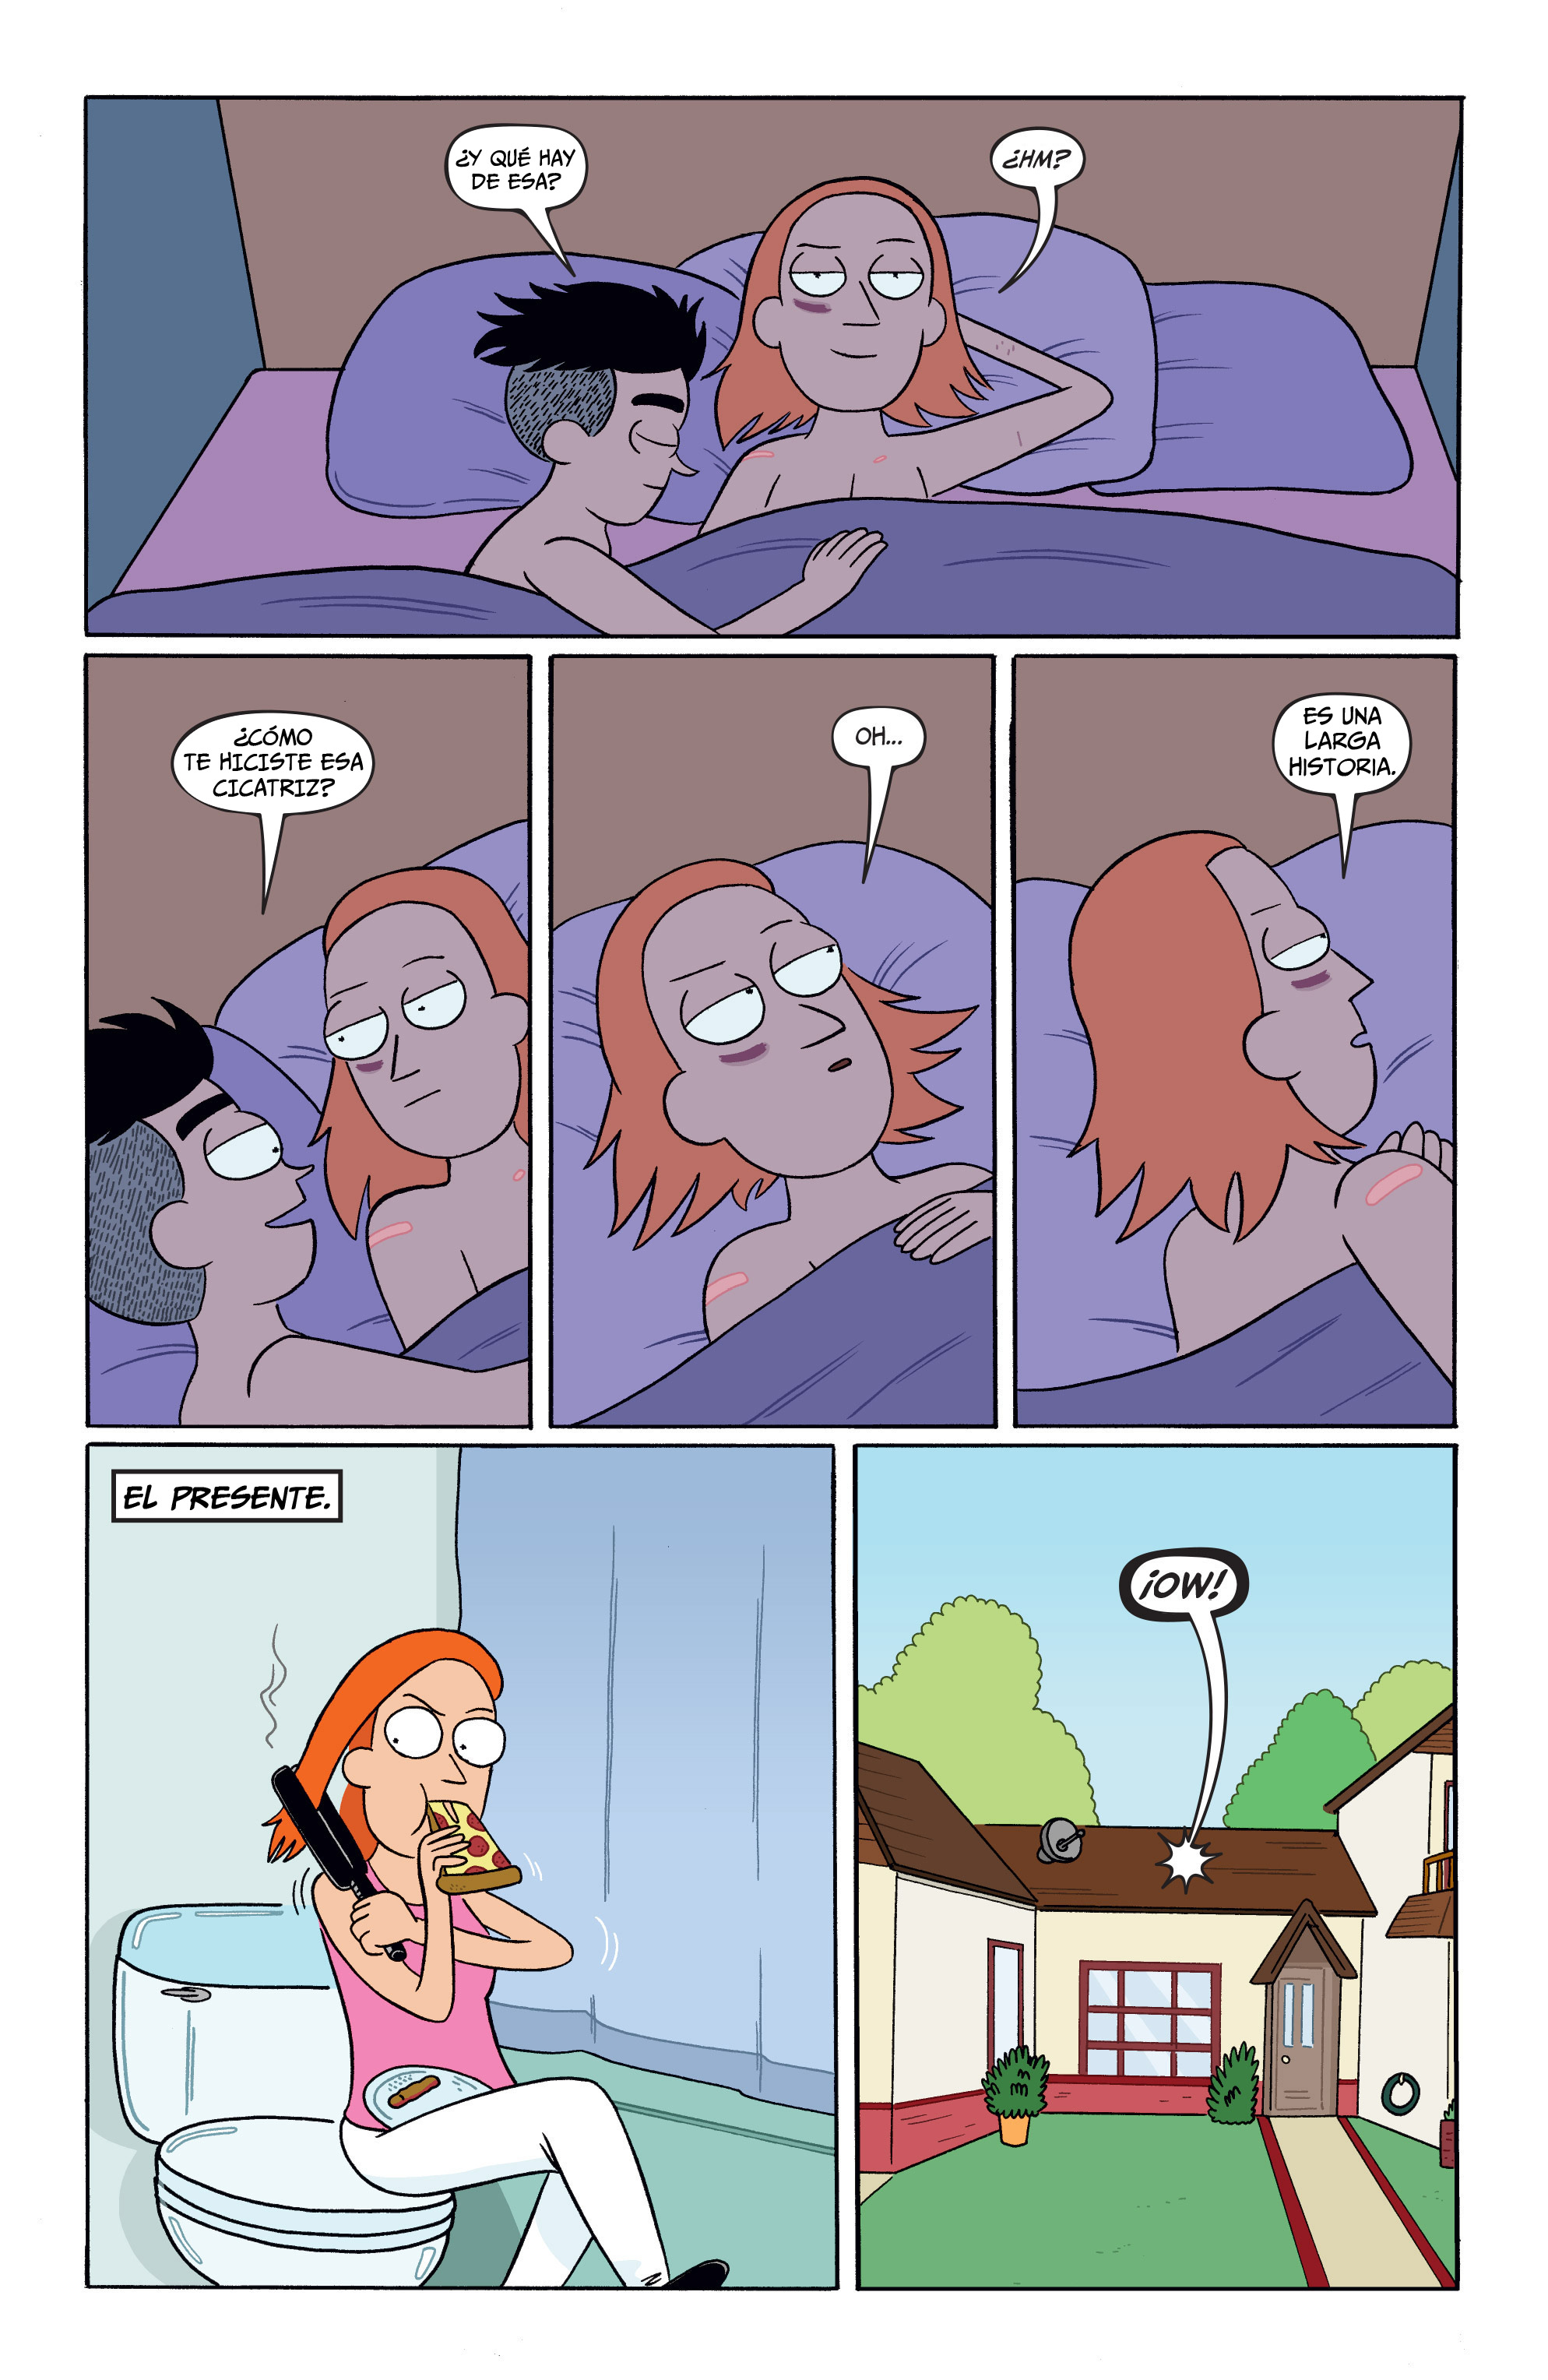 ¿Y QUÉ HAY
DE ESA?
¿HM?
¿CÓMO
TE HICISTE ESA
CICATRIZ?
OH...
ES UNA
LARGA
HISTORIA.
EL PRESENTE.
¡OW!